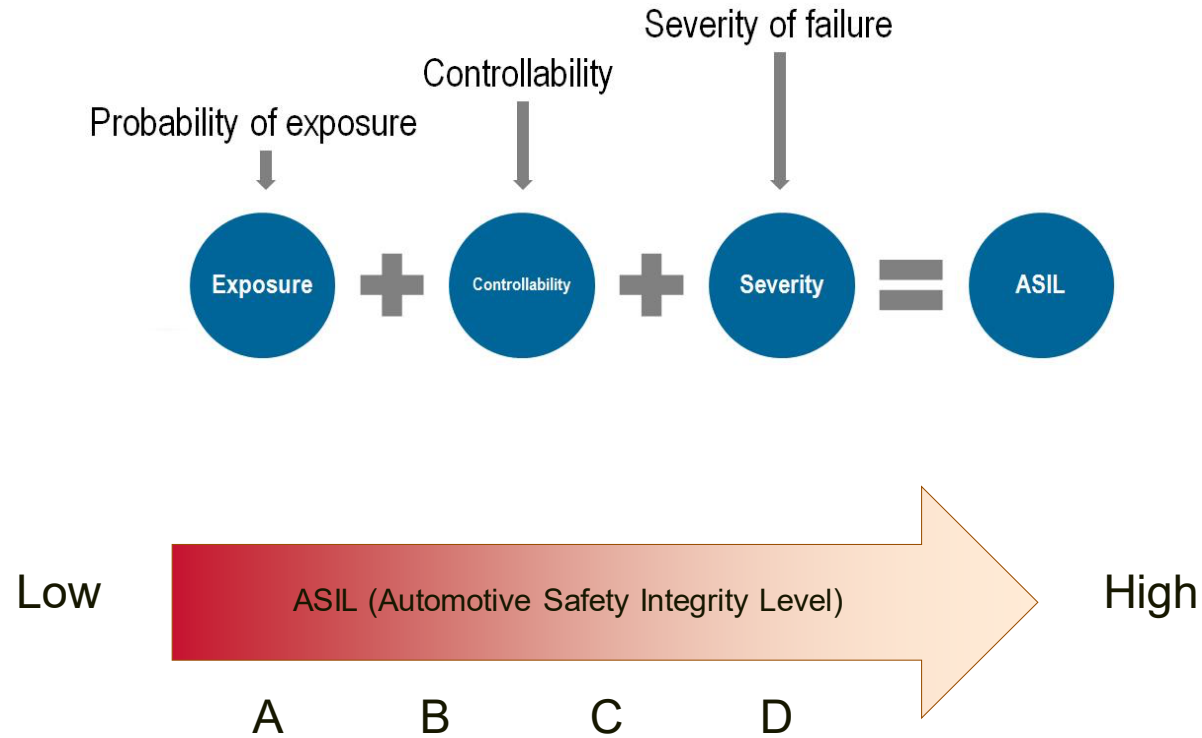 Severity of failure
Controllability
Probability of exposure
Exposure
Controllability
Severity
ASIL
Low
ASIL (Automotive Safety Integrity Level)
High
A
B
C
D